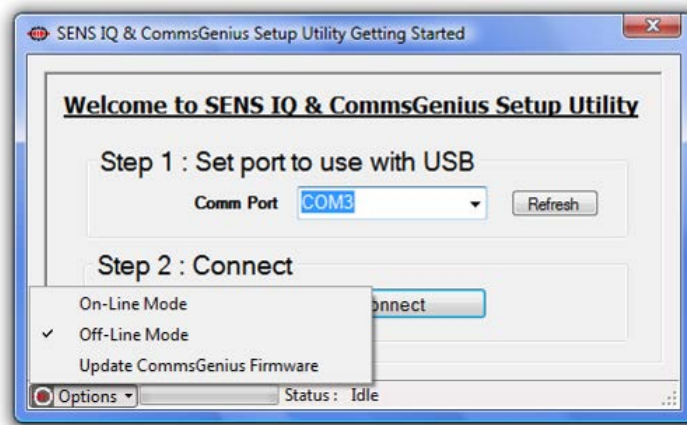 SENS IQ & CommsGenius Setup Utility Getting Started
Welcome to SENS IQ & CommsGenius Setup Utility
Step 1 : Set port to use with USB
Comm Port COM3 Refresh
Step 2 : Connect
onnect
On-Line Mode
Off-Line Mode
Update CommsGenius Firmware
Options Status : Idle